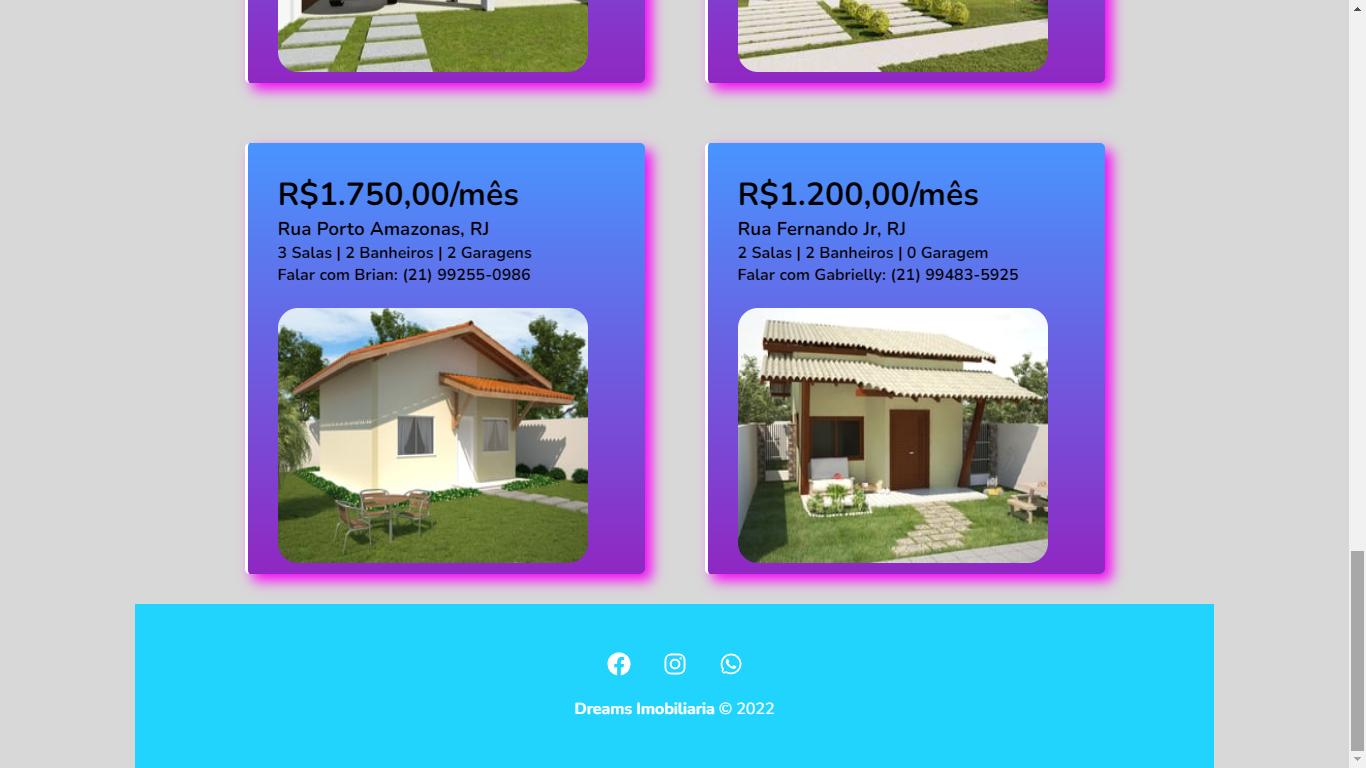 R$1.750,00/mês
Rua Porto Amazonas, RJ
3 Salas | 2 Banheiros | 2 Garagens
Falar com Brian: (21) 99255-0986
R$1.200,00/mês
Rua Fernando Jr, RJ
2 Salas | 2 Banheiros | 0 Garagem
Falar com Gabrielly: (21) 99483-5925
Dreams Imobiliaria © 2022